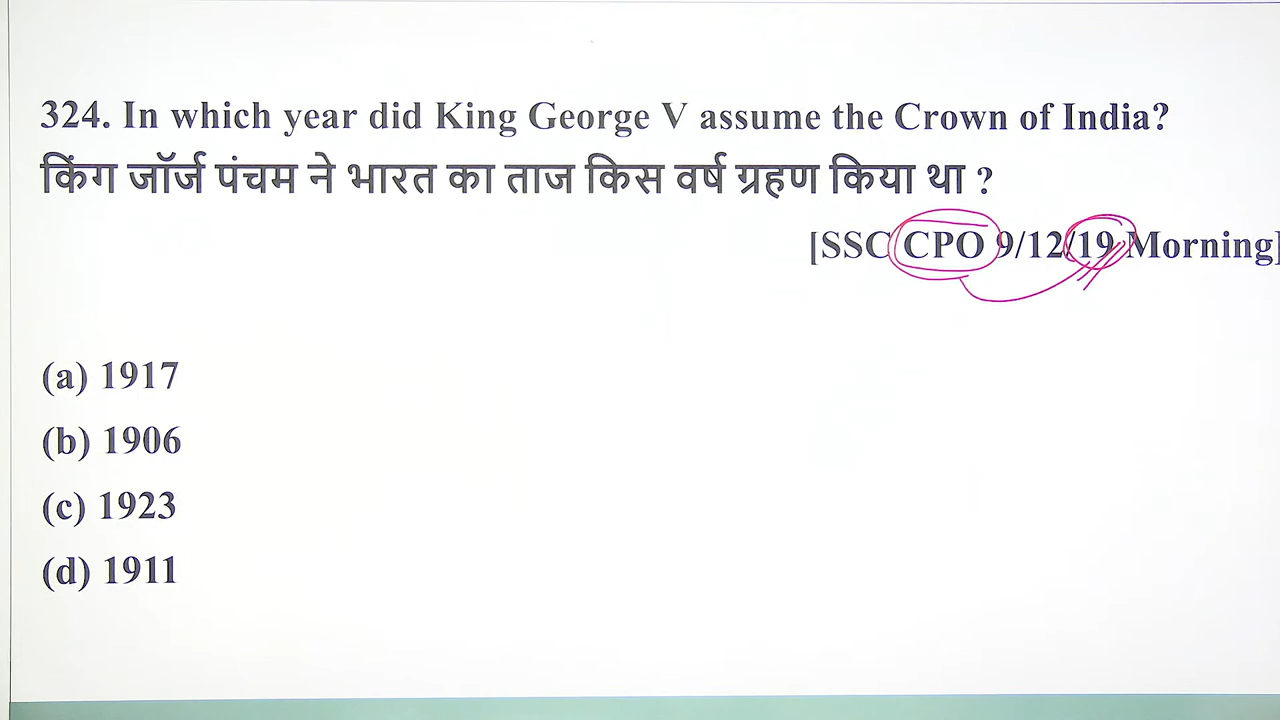 324. In which year did King George V assume the Crown of India?
किंग जॉर्ज पंचम ने भारत का ताज किस वर्ष ग्रहण किया था ?
[SSC CPO 9/12/19 Morning]
(a) 1917
(b) 1906
(c) 1923
(d) 1911